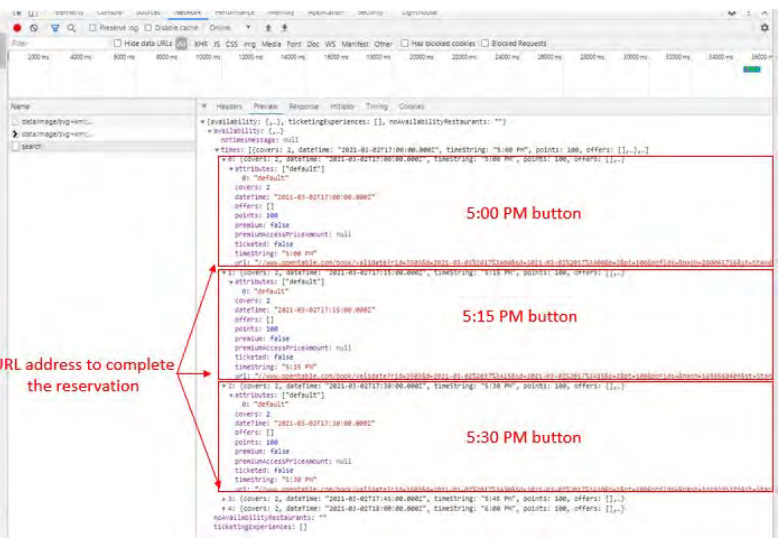 Elements Console Sources Network Performance Memory Application Security Lighthouse
Preserve log Disable cache Online
Filter Hide data URLs All XHR JS CSS Img Media Font Doc WS Manifest Other Has blocked cookies Blocked Requests
2000 ms 4000 ms 6000 ms 8000 ms 10000 ms 12000 ms 14000 ms 16000 ms 18000 ms 20000 ms 22000 ms 24000 ms 26000 ms 28000 ms 30000 ms 32000 ms 34000 ms 36000 m
Name × Headers Preview Response Initiator Timing Cookies
data:image/svg+xml;...
data:image/svg+xml;...
search
▼{availability: {,…}, ticketingExperiences: [], noAvailabilityRestaurants: ""}
▼availability: {,…}
noTimesMessage: null
▼times: [{covers: 2, dateTime: "2021-03-02T17:00:00.000Z", timeString: "5:00 PM", points: 100, offers: [],…},…]
▼0: {covers: 2, dateTime: "2021-03-02T17:00:00.000Z", timeString: "5:00 PM", points: 100, offers: [],…}
▼attributes: ["default"]
0: "default"
covers: 2
dateTime: "2021-03-02T17:00:00.000Z"
offers: []
points: 100
premium: false
premiumAccessPriceAmount: null
ticketed: false
timeString: "5:00 PM"
5:00 PM button
▼1: {covers: 2, dateTime: "2021-03-02T17:15:00.000Z", timeString: "5:15 PM", points: 100, offers: [],…}
▼attributes: ["default"]
0: "default"
covers: 2
dateTime: "2021-03-02T17:15:00.000Z"
offers: []
points: 100
premium: false
premiumAccessPriceAmount: null
ticketed: false
timeString: "5:15 PM"
5:15 PM button
URL address to complete
the reservation
▼2: {covers: 2, dateTime: "2021-03-02T17:30:00.000Z", timeString: "5:30 PM", points: 100, offers: [],…}
▼attributes: ["default"]
0: "default"
covers: 2
dateTime: "2021-03-02T17:30:00.000Z"
offers: []
points: 100
premium: false
premiumAccessPriceAmount: null
ticketed: false
timeString: "5:30 PM"
5:30 PM button
▶3: {covers: 2, dateTime: "2021-03-02T17:45:00.000Z", timeString: "5:45 PM", points: 100, offers: [],…}
▶4: {covers: 2, dateTime: "2021-03-02T18:00:00.000Z", timeString: "6:00 PM", points: 100, offers: [],…}
noAvailabilityRestaurants: ""
ticketingExperiences: []